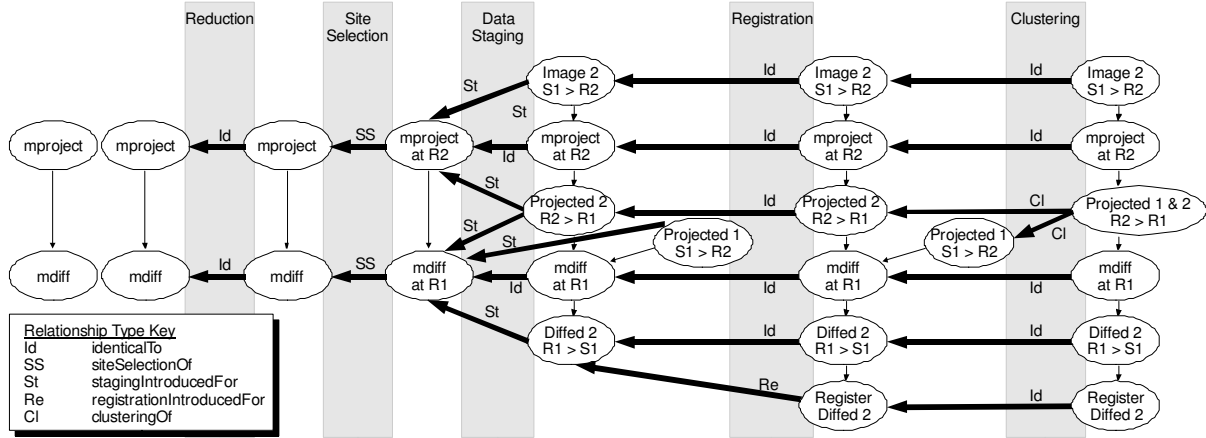 Reduction
Site
Selection
Data
Staging
Registration
Clustering
Image 2
S1 > R2
Id
Image 2
S1 > R2
Id
Image 2
S1 > R2
St
St
mproject
Id
mproject
mproject
SS
mproject
at R2
Id
mproject
at R2
Id
mproject
at R2
Id
mproject
at R2
St
St
Projected 2
R2 > R1
Id
Projected 2
R2 > R1
Cl
Projected 1 & 2
R2 > R1
Cl
St
Projected 1
S1 > R2
Projected 1
S1 > R2
mdiff
Id
mdiff
mdiff
SS
mdiff
at R1
Id
mdiff
at R1
Id
mdiff
at R1
Id
mdiff
at R1
St
Diffed 2
R1 > S1
Id
Diffed 2
R1 > S1
Id
Diffed 2
R1 > S1
Re
Register
Diffed 2
Id
Register
Diffed 2
Relationship Type Key
Id identicalTo
SS siteSelectionOf
St stagingIntroducedFor
Re registrationIntroducedFor
Cl clusteringOf